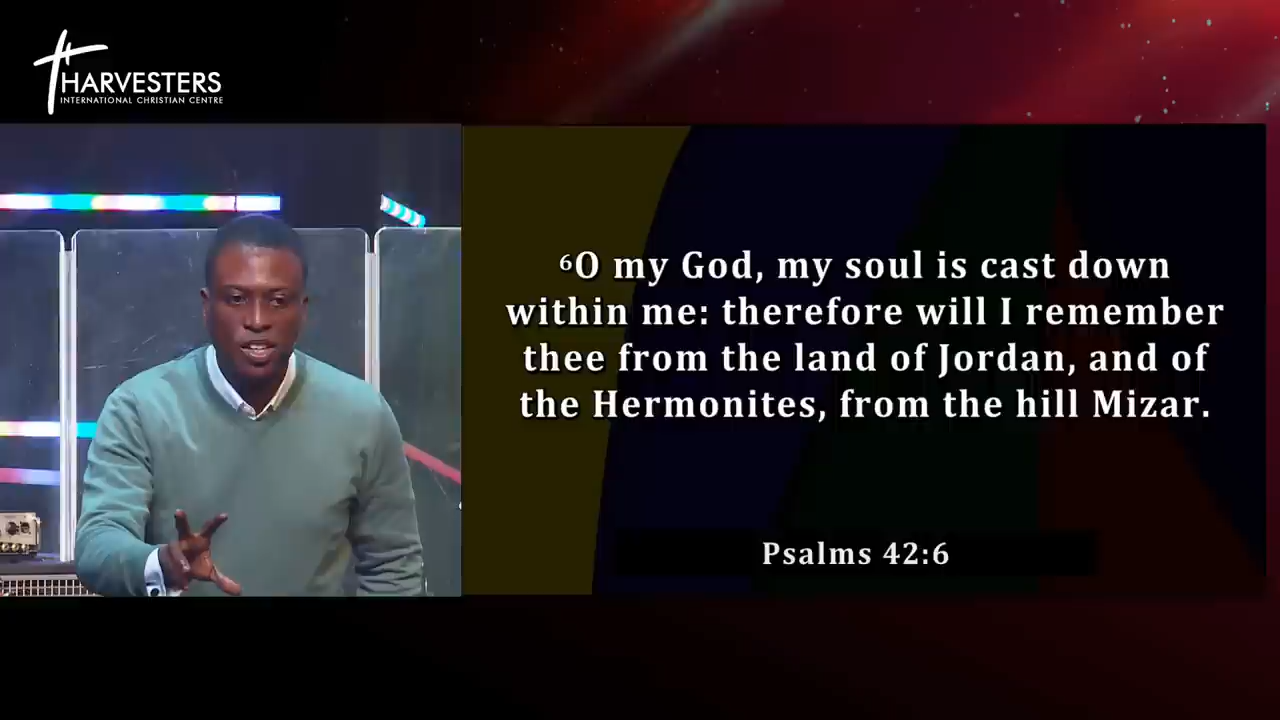 HARVESTERS
INTERNATIONAL CHRISTIAN CENTRE
⁶O my God, my soul is cast down
within me: therefore will I remember
thee from the land of Jordan, and of
the Hermonites, from the hill Mizar.
Psalms 42:6